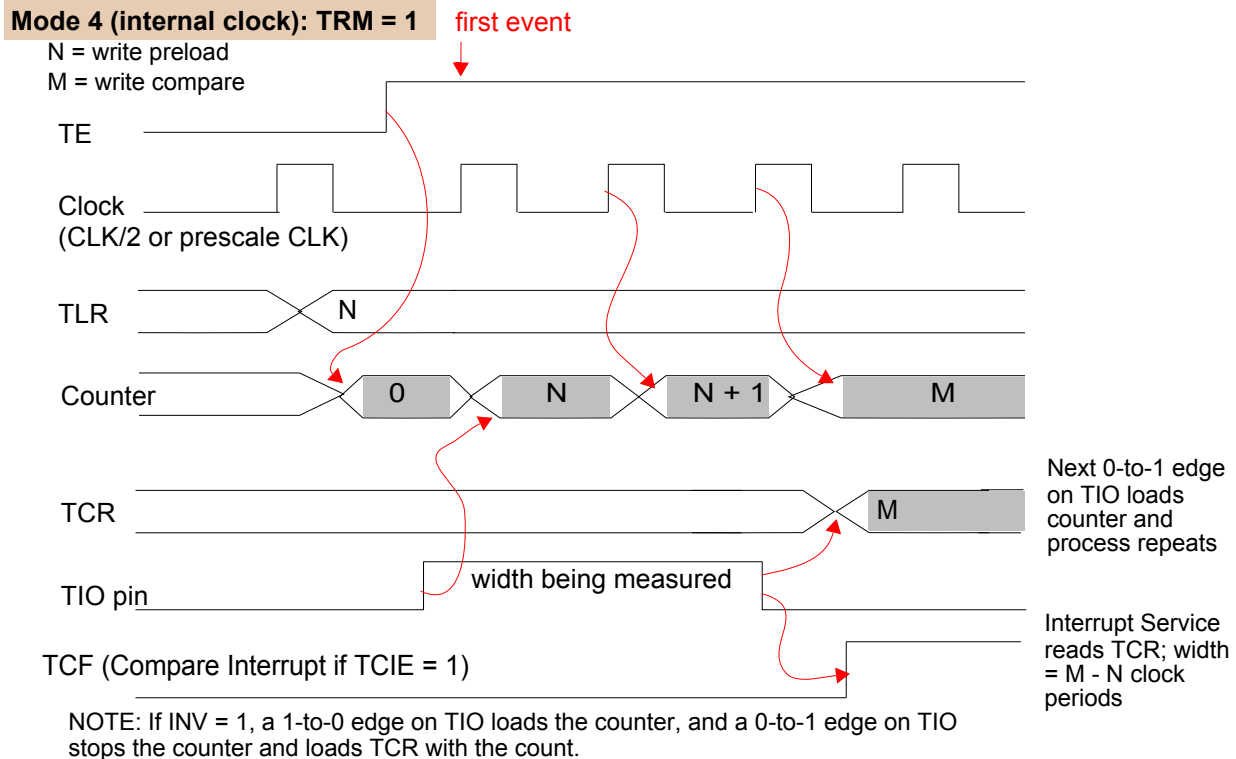 Mode 4 (internal clock): TRM = 1
first event
N = write preload
M = write compare
TE
Clock
(CLK/2 or prescale CLK)
TLR
N
Counter
0
N
N + 1
M
TCR
M
Next 0-to-1 edge
on TIO loads
counter and
process repeats
TIO pin
width being measured
TCF (Compare Interrupt if TCIE = 1)
Interrupt Service
reads TCR; width
= M - N clock
periods
NOTE: If INV = 1, a 1-to-0 edge on TIO loads the counter, and a 0-to-1 edge on TIO
stops the counter and loads TCR with the count.